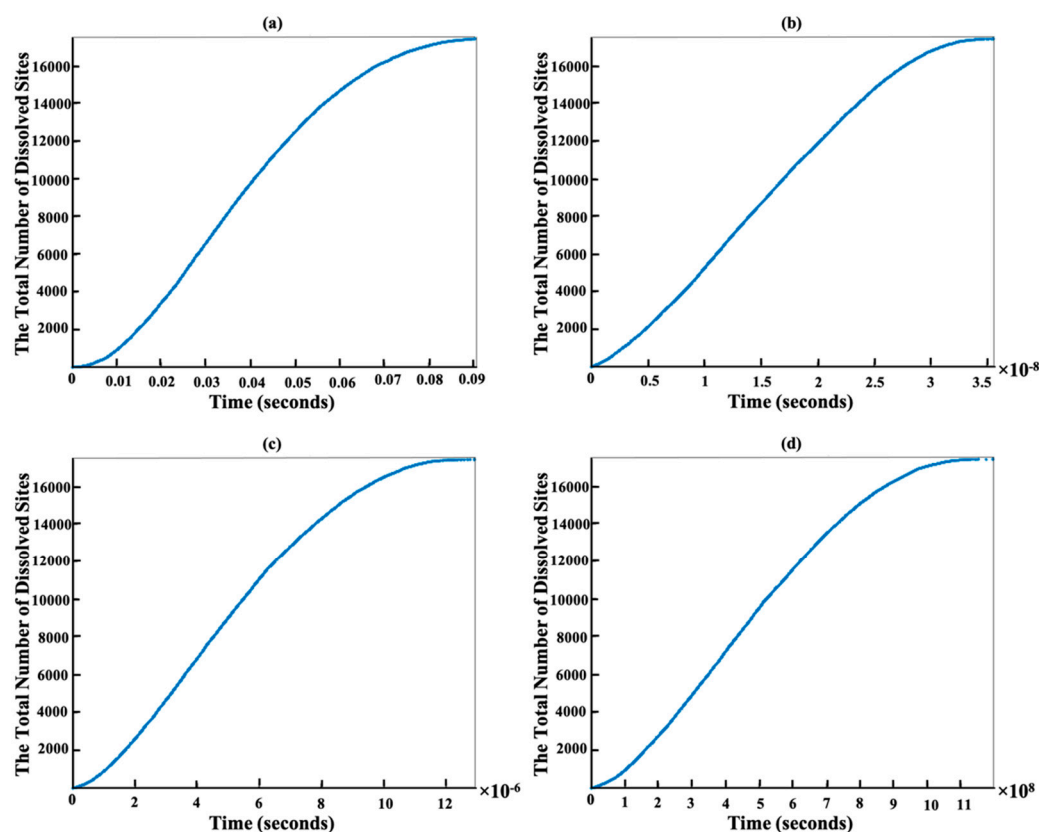 (a)
The Total Number of Dissolved Sites
16000
14000
12000
10000
8000
6000
4000
2000
0 0.01 0.02 0.03 0.04 0.05 0.06 0.07 0.08 0.09
Time (seconds)
(b)
The Total Number of Dissolved Sites
16000
14000
12000
10000
8000
6000
4000
2000
0 0.5 1 1.5 2 2.5 3 3.5 ×10-8
Time (seconds)
(c)
The Total Number of Dissolved Sites
16000
14000
12000
10000
8000
6000
4000
2000
0 2 4 6 8 10 12 ×10-6
Time (seconds)
(d)
The Total Number of Dissolved Sites
16000
14000
12000
10000
8000
6000
4000
2000
0 1 2 3 4 5 6 7 8 9 10 11 ×108
Time (seconds)